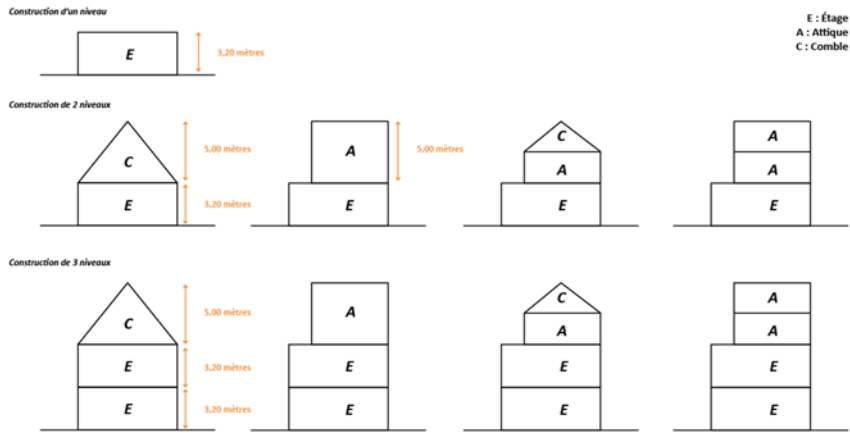 Construction d'un niveau
E : Étage
A : Attique
C : Comble
E
3,20 mètres
Construction de 2 niveaux
C
5,00 mètres
A
5,00 mètres
C
A
A
A
E
3,20 mètres
E
E
E
Construction de 3 niveaux
C
5,00 mètres
A
C
A
A
A
E
3,20 mètres
E
E
E
E
3,20 mètres
E
E
E